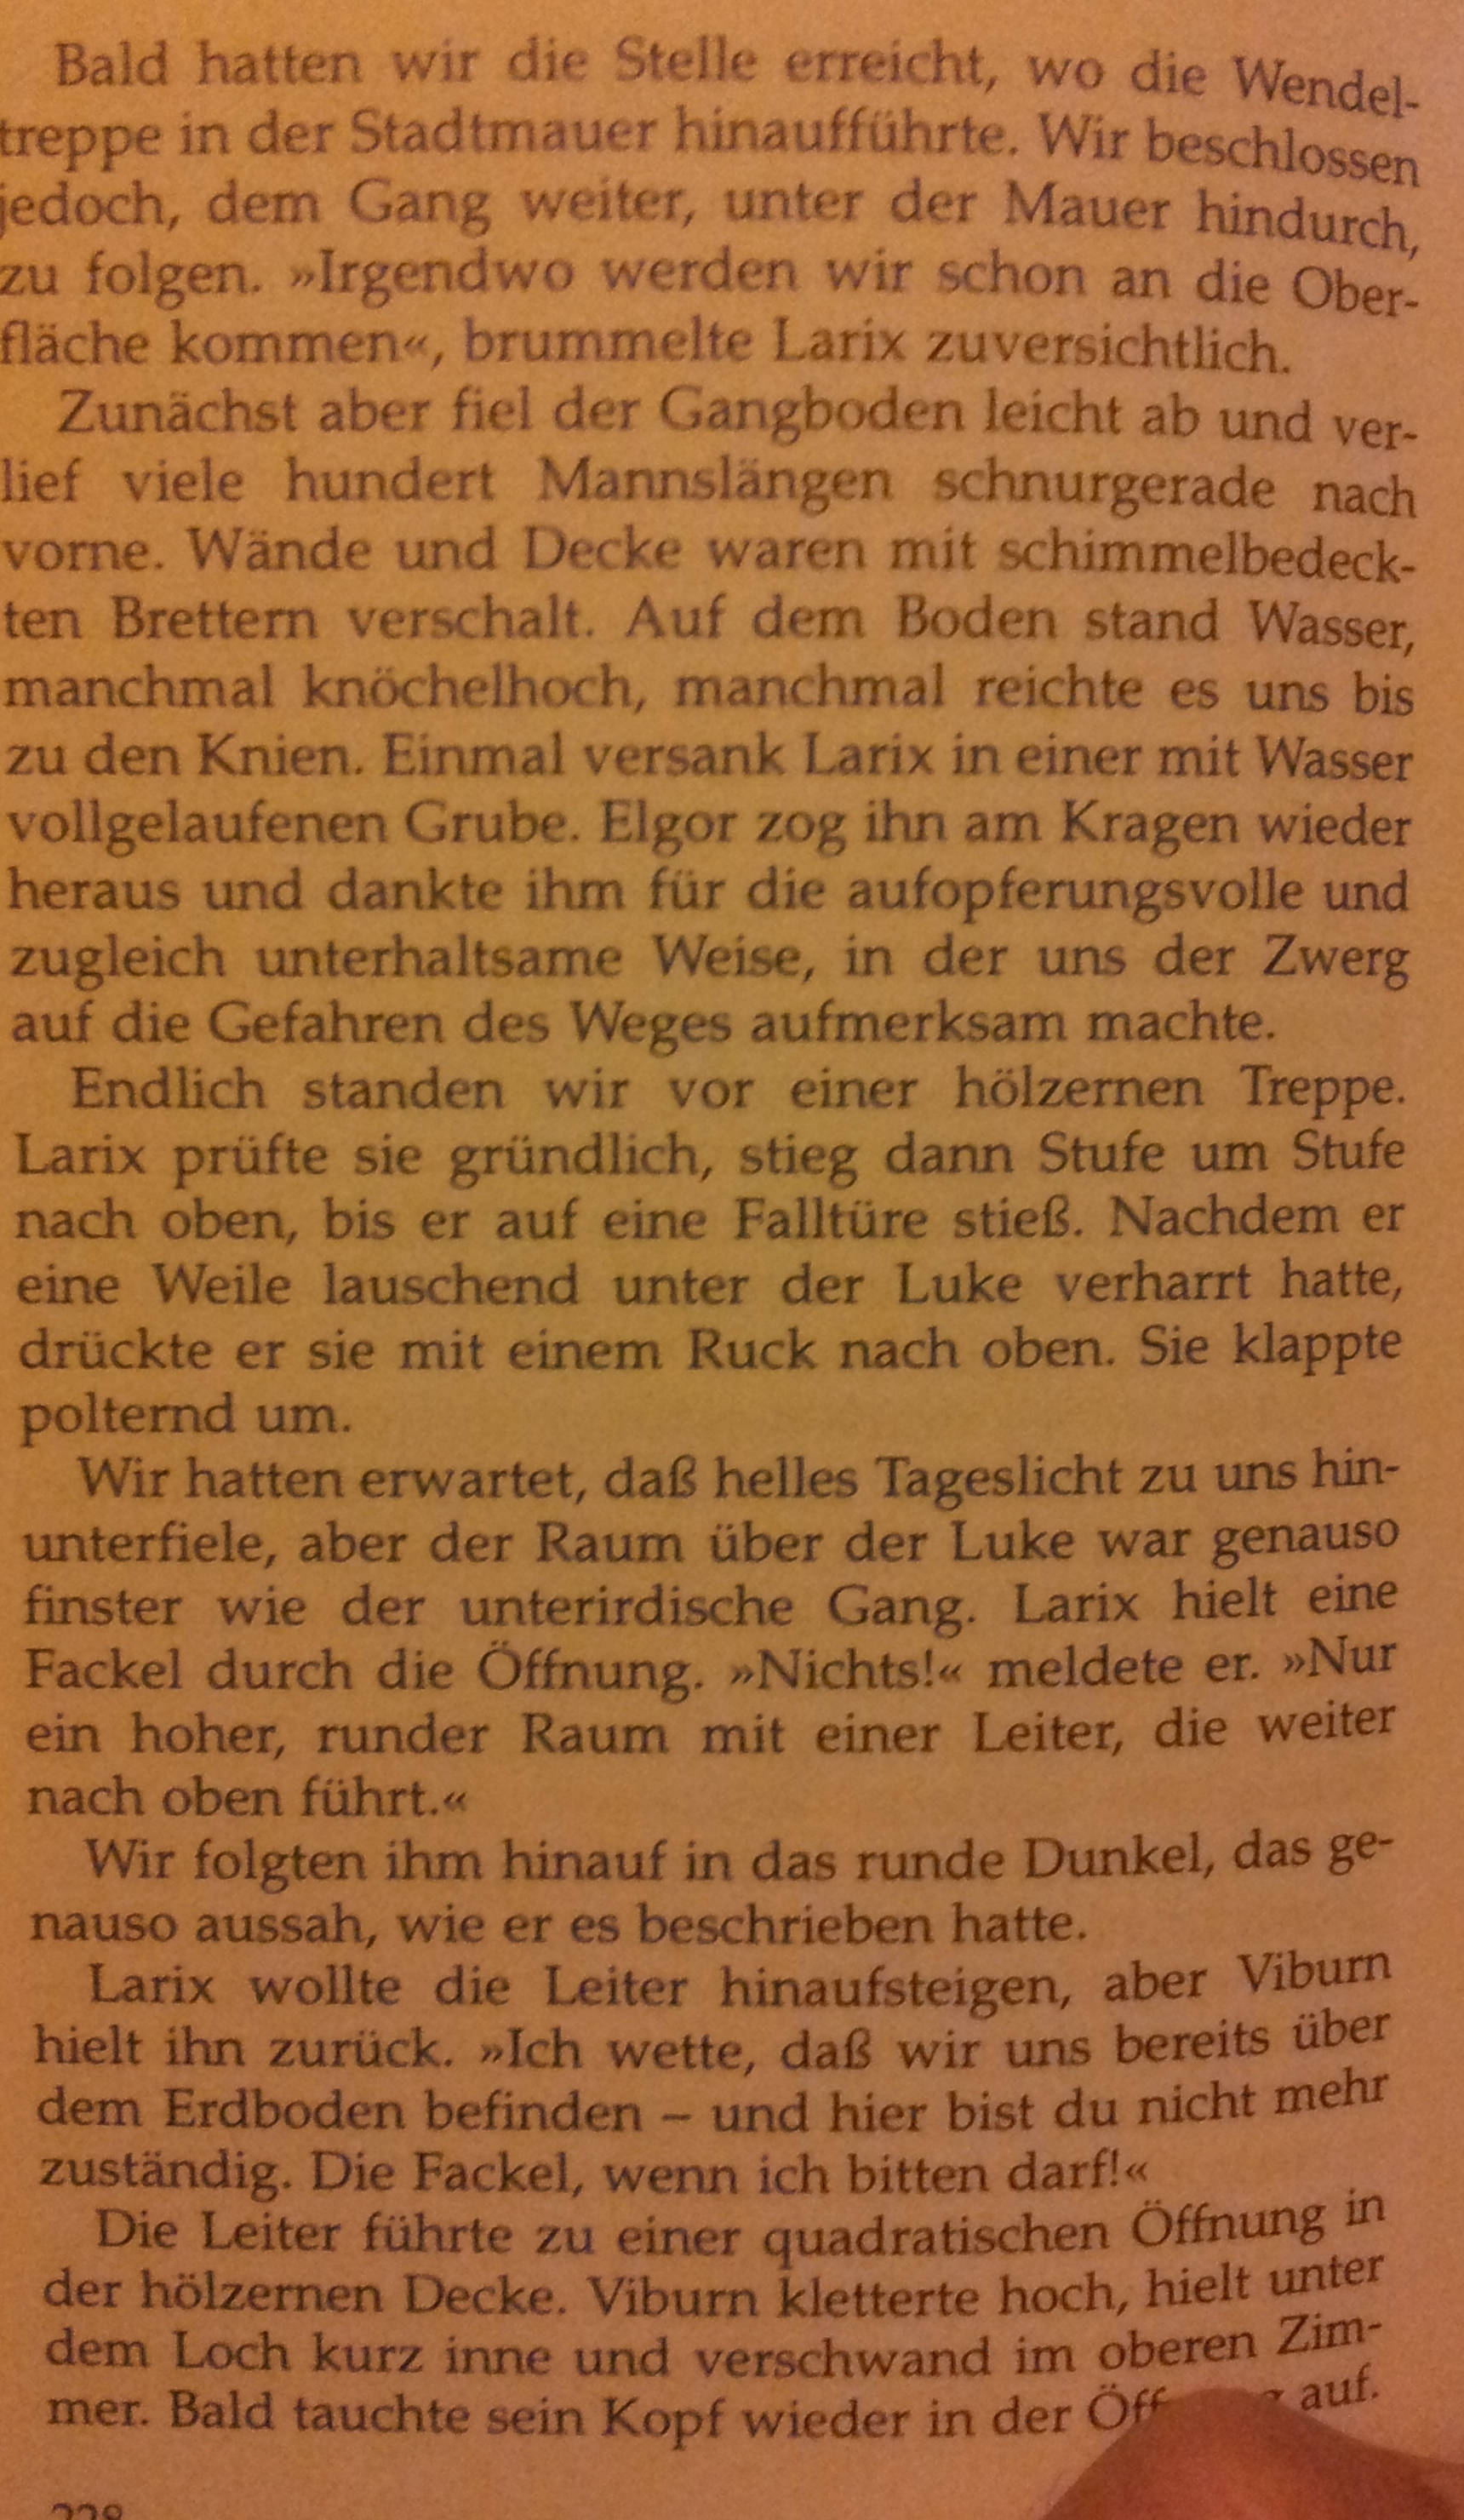 Bald hatten wir die Stelle erreicht, wo die Wendel-
treppe in der Stadtmauer hinaufführte. Wir beschlossen
jedoch, dem Gang weiter, unter der Mauer hindurch,
zu folgen. »Irgendwo werden wir schon an die Ober-
fläche kommen«, brummelte Larix zuversichtlich.
Zunächst aber fiel der Gangboden leicht ab und ver-
lief viele hundert Mannslängen schnurgerade nach
vorne. Wände und Decke waren mit schimmelbedeck-
ten Brettern verschalt. Auf dem Boden stand Wasser,
manchmal knöchelhoch, manchmal reichte es uns bis
zu den Knien. Einmal versank Larix in einer mit Wasser
vollgelaufenen Grube. Elgor zog ihn am Kragen wieder
heraus und dankte ihm für die aufopferungsvolle und
zugleich unterhaltsame Weise, in der uns der Zwerg
auf die Gefahren des Weges aufmerksam machte.
Endlich standen wir vor einer hölzernen Treppe.
Larix prüfte sie gründlich, stieg dann Stufe um Stufe
nach oben, bis er auf eine Falltüre stieß. Nachdem er
eine Weile lauschend unter der Luke verharrt hatte,
drückte er sie mit einem Ruck nach oben. Sie klappte
polternd um.
Wir hatten erwartet, daß helles Tageslicht zu uns hin-
unterfiele, aber der Raum über der Luke war genauso
finster wie der unterirdische Gang. Larix hielt eine
Fackel durch die Öffnung. »Nichts!« meldete er. »Nur
ein hoher, runder Raum mit einer Leiter, die weiter
nach oben führt.«
Wir folgten ihm hinauf in das runde Dunkel, das ge-
nauso aussah, wie er es beschrieben hatte.
Larix wollte die Leiter hinaufsteigen, aber Viburn
hielt ihn zurück. »Ich wette, daß wir uns bereits über
dem Erdboden befinden – und hier bist du nicht mehr
zuständig. Die Fackel, wenn ich bitten darf!«
Die Leiter führte zu einer quadratischen Öffnung in
der hölzernen Decke. Viburn kletterte hoch, hielt unter
dem Loch kurz inne und verschwand im oberen Zim-
mer. Bald tauchte sein Kopf wieder in der auf.